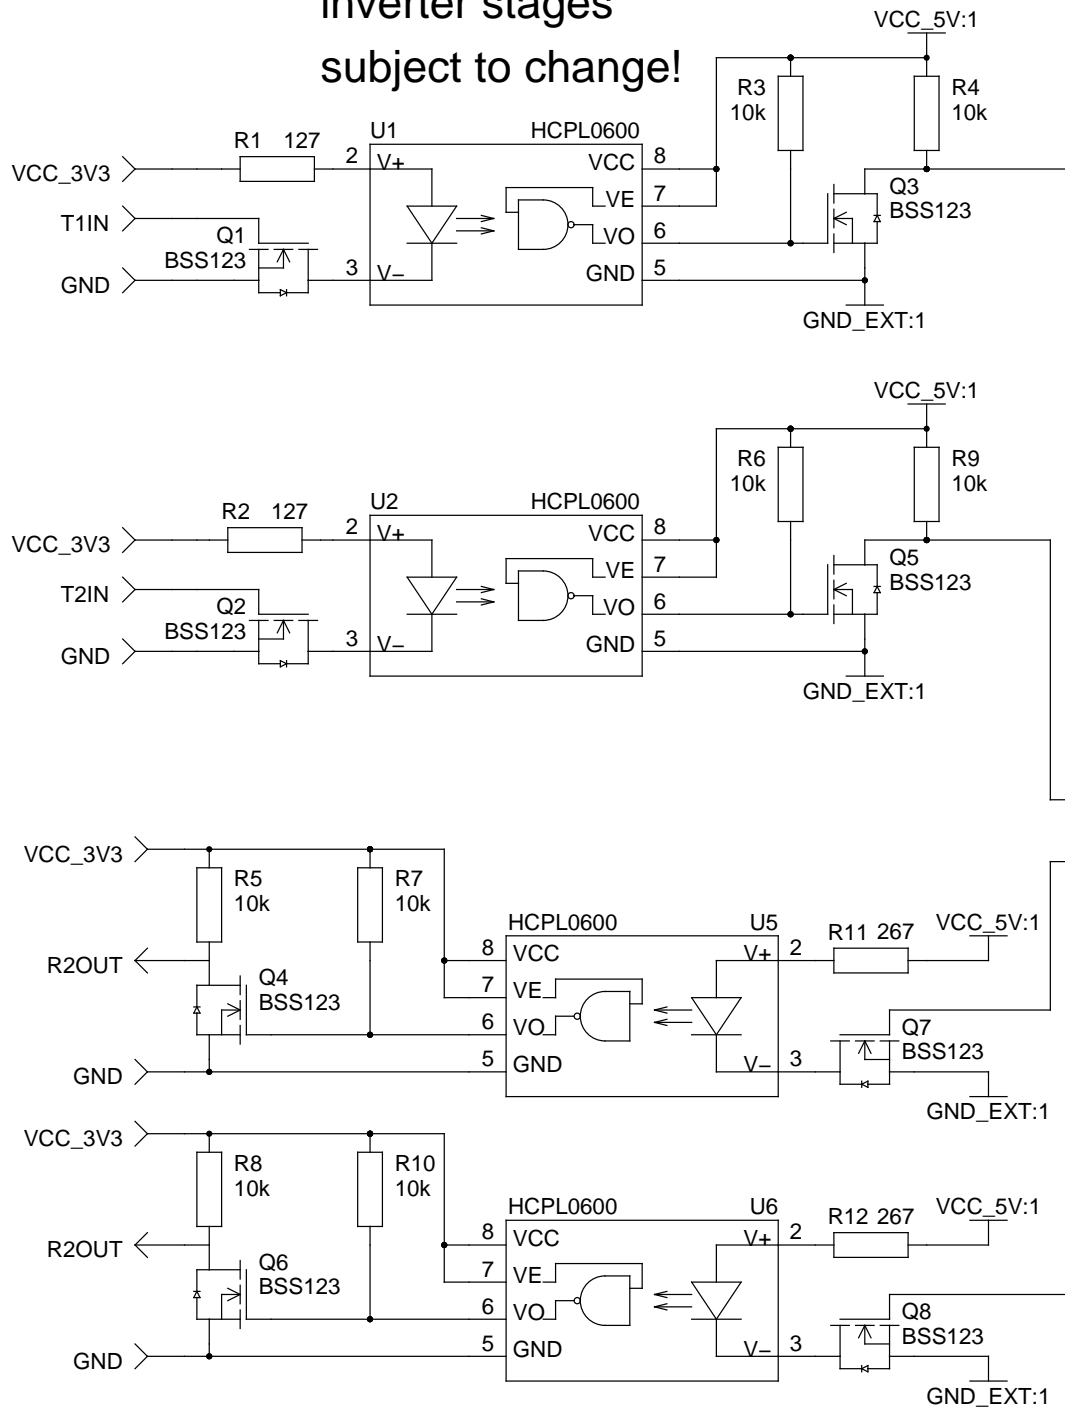 inverter stages
subject to change!
VCC_5V:1
R3
10k
R4
10k
R1 127
U1 HCPL0600
VCC_3V3
2 V+
VCC 8
VE 7
T1IN
Q1
BSS123
VO 6
Q3
BSS123
GND
3 V−
GND 5
GND_EXT:1
VCC_5V:1
R6
10k
R9
10k
R2 127
U2 HCPL0600
VCC_3V3
2 V+
VCC 8
VE 7
T2IN
Q2
BSS123
VO 6
Q5
BSS123
GND
3 V−
GND 5
GND_EXT:1
VCC_3V3
R5
10k
R7
10k
HCPL0600 U5
R11 267
VCC_5V:1
R2OUT
8 VCC
V+ 2
Q4
BSS123
7 VE
6 VO
Q7
BSS123
GND
5 GND
V− 3
GND_EXT:1
VCC_3V3
R8
10k
R10
10k
HCPL0600 U6
R12 267
VCC_5V:1
R2OUT
8 VCC
V+ 2
Q6
BSS123
7 VE
6 VO
Q8
BSS123
GND
5 GND
V− 3
GND_EXT:1